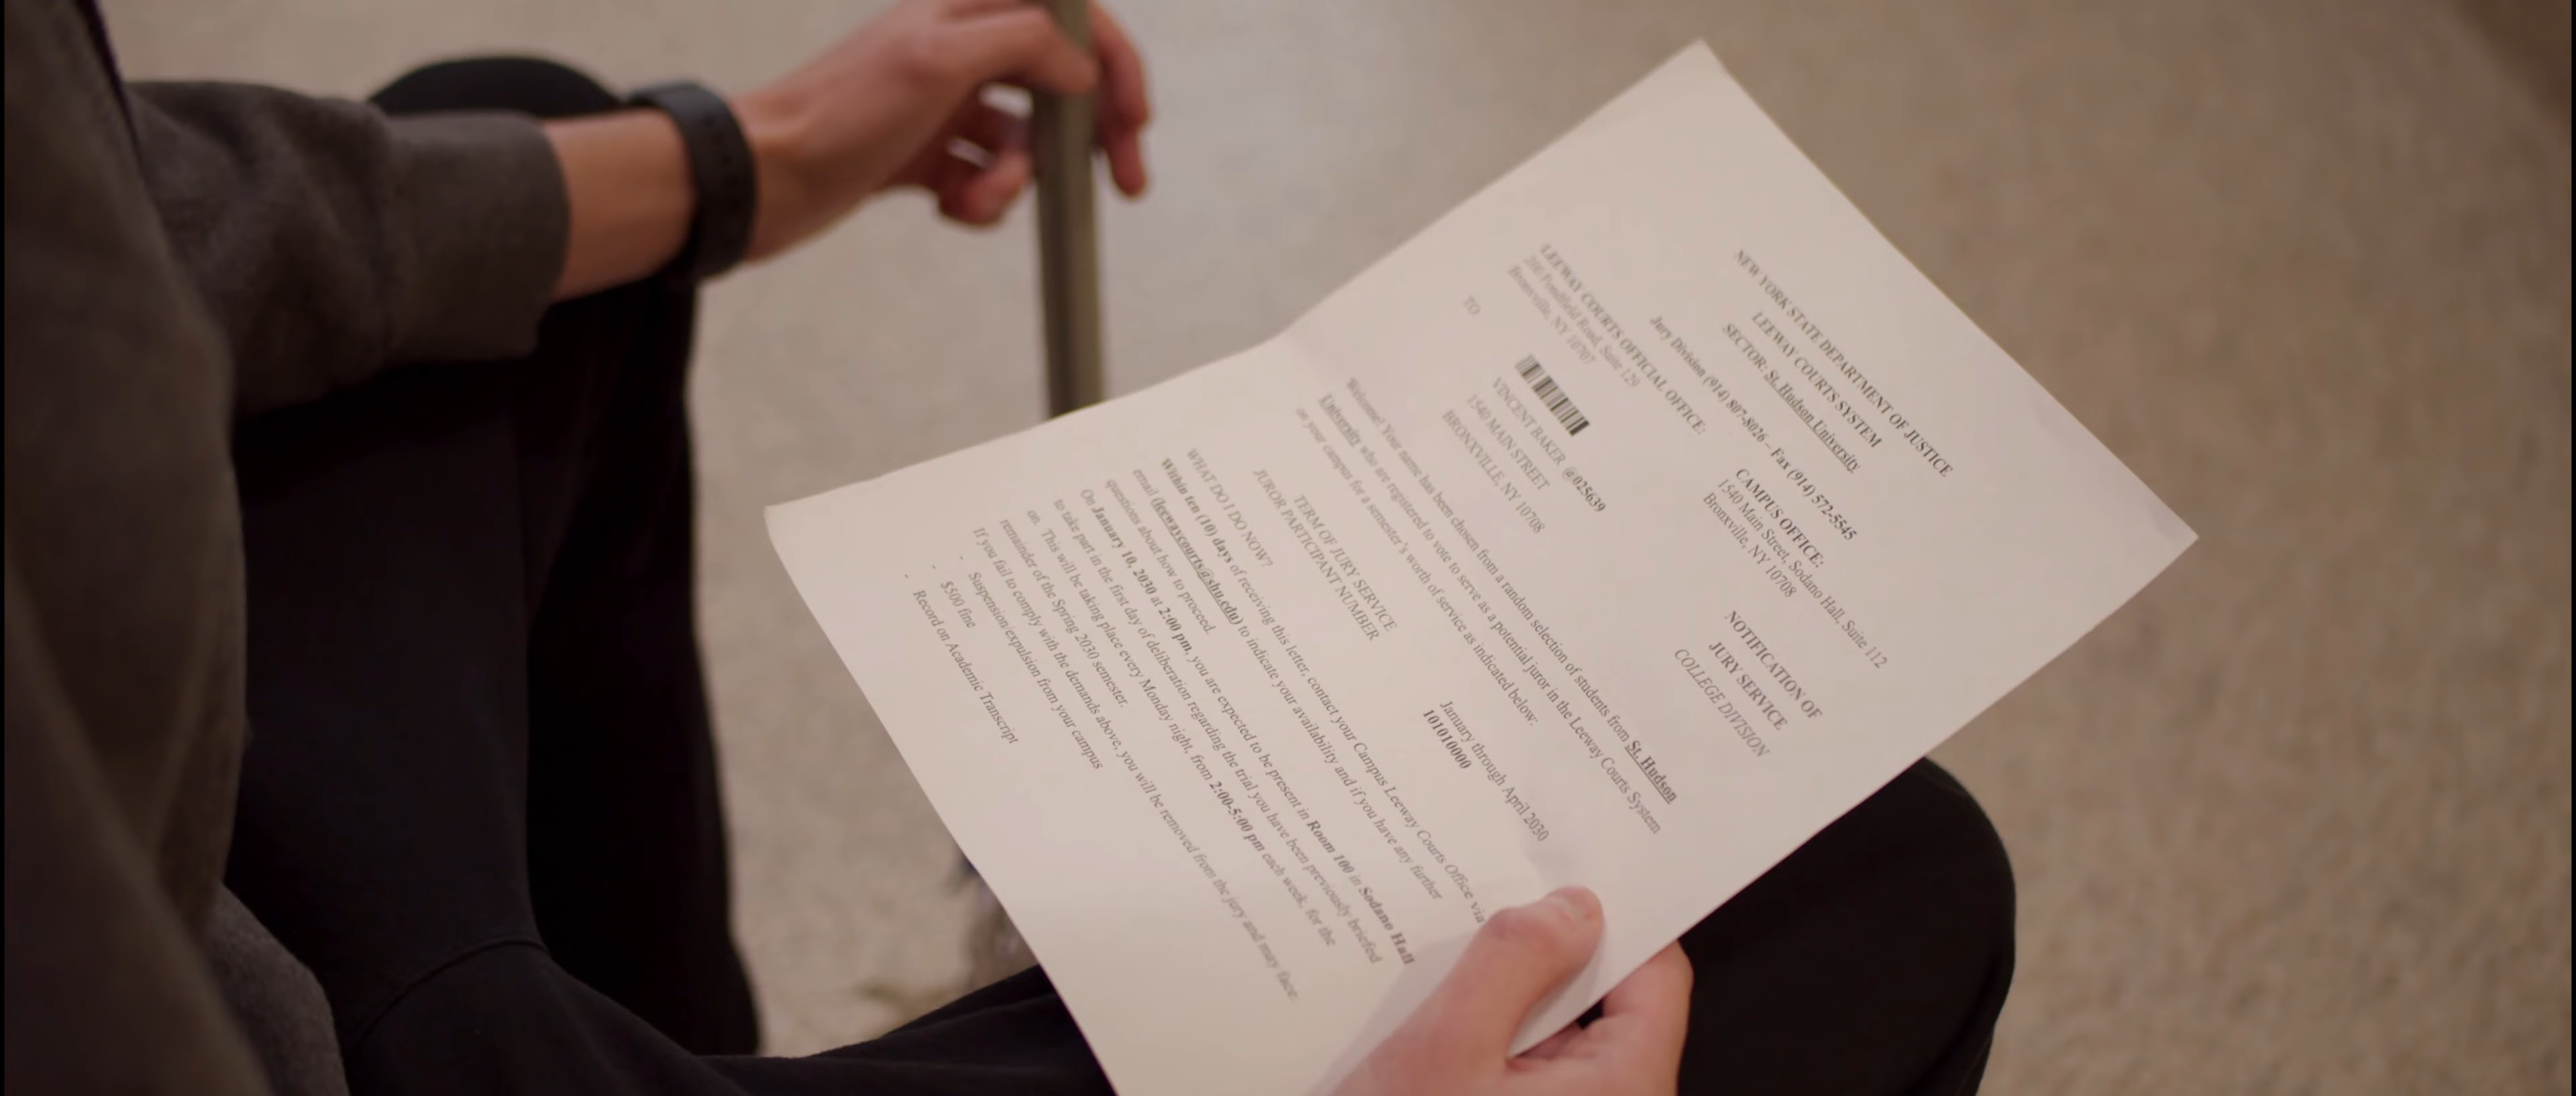 NEW YORK STATE DEPARTMENT OF JUSTICE
LEEWAY COURTS SYSTEM
SECTOR: St. Hudson University
Jury Division (914) 807-8026 – Fax (914) 572-5545
LEEWAY COURTS OFFICIAL OFFICE:
200 Pondfield Road, Suite 129
Bronxville, NY 10707
CAMPUS OFFICE:
1540 Main Street, Sodano Hall, Suite 112
Bronxville, NY 10708
TO
VINCENT BAKER @025639
1540 MAIN STREET
BRONXVILLE, NY 10708
NOTIFICATION OF
JURY SERVICE
COLLEGE DIVISION
Welcome! Your name has been chosen from a random selection of students from St. Hudson
University who are registered to vote to serve as a potential juror in the Leeway Courts System
on your campus for a semester's worth of service as indicated below:
TERM OF JURY SERVICE January through April 2030
JUROR PARTICIPANT NUMBER 101010000
WHAT DO I DO NOW?
Within ten (10) days of receiving this letter, contact your Campus Leeway Courts Office via
email (leewaycourts@shu.edu) to indicate your availability and if you have any further
questions about how to proceed.
On January 10, 2030 at 2:00 pm, you are expected to be present in Room 100 in Sodano Hall
to take part in the first day of deliberation regarding the trial you have been previously briefed
on. This will be taking place every Monday night, from 2:00-5:00 pm each week, for the
remainder of the Spring 2030 semester.
If you fail to comply with the demands above, you will be removed from the jury and may face:
- Suspension/expulsion from your campus
- $500 fine
- Record on Academic Transcript